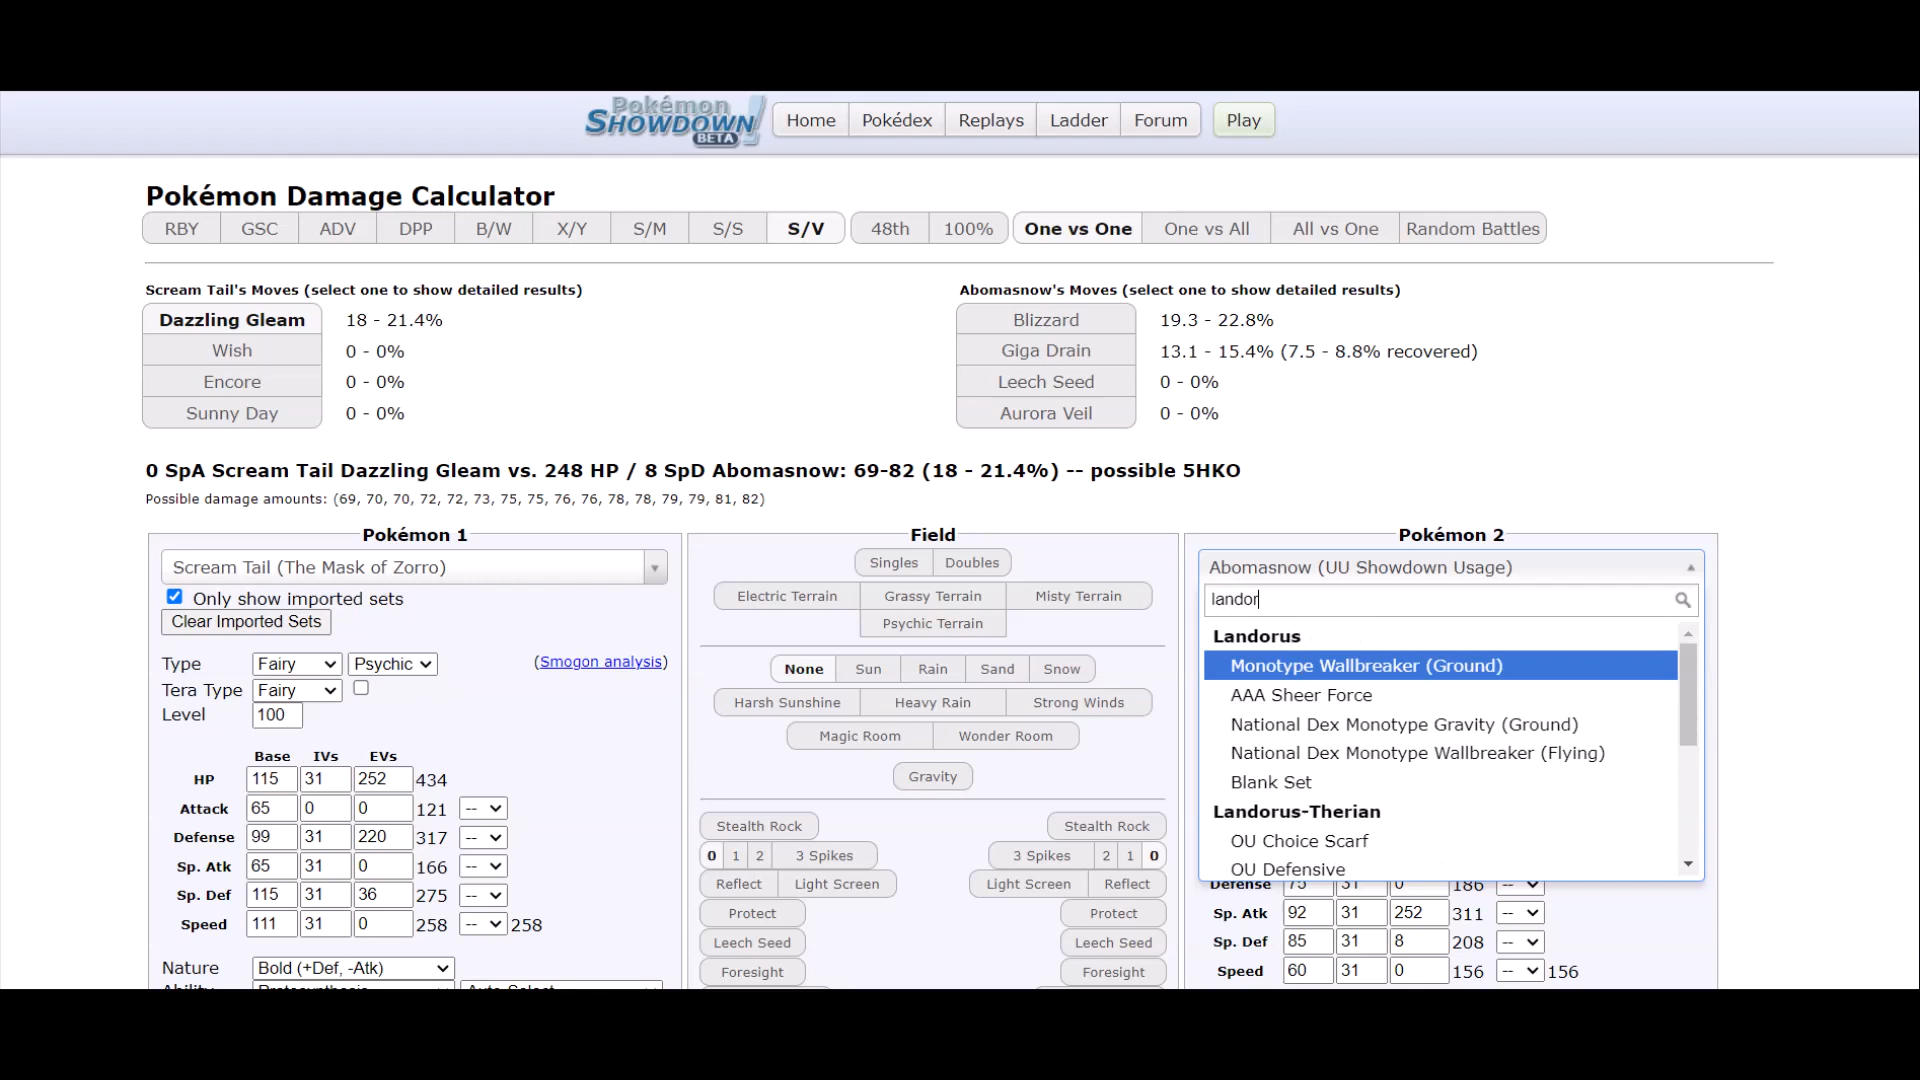 Pokémon SHOWDOWN! BETA
Home Pokédex Replays Ladder Forum Play
Pokémon Damage Calculator
RBY GSC ADV DPP B/W X/Y S/M S/S S/V 48th 100% One vs One One vs All All vs One Random Battles
Scream Tail's Moves (select one to show detailed results)
Dazzling Gleam 18 - 21.4%
Wish 0 - 0%
Encore 0 - 0%
Sunny Day 0 - 0%
Abomasnow's Moves (select one to show detailed results)
Blizzard 19.3 - 22.8%
Giga Drain 13.1 - 15.4% (7.5 - 8.8% recovered)
Leech Seed 0 - 0%
Aurora Veil 0 - 0%
0 SpA Scream Tail Dazzling Gleam vs. 248 HP / 8 SpD Abomasnow: 69-82 (18 - 21.4%) -- possible 5HKO
Possible damage amounts: (69, 70, 70, 72, 72, 73, 75, 75, 76, 76, 78, 78, 79, 79, 81, 82)
Pokémon 1
Scream Tail (The Mask of Zorro)
Only show imported sets
Clear Imported Sets
Type Fairy Psychic (Smogon analysis)
Tera Type Fairy
Level 100
Base IVs EVs
HP 115 31 252 434
Attack 65 0 0 121 --
Defense 99 31 220 317 --
Sp. Atk 65 31 0 166 --
Sp. Def 115 31 36 275 --
Speed 111 31 0 258 -- 258
Nature Bold (+Def, -Atk)
Ability Protosynthesis Auto Select
Field
Singles Doubles
Electric Terrain Grassy Terrain Misty Terrain
Psychic Terrain
None Sun Rain Sand Snow
Harsh Sunshine Heavy Rain Strong Winds
Magic Room Wonder Room
Gravity
Stealth Rock Stealth Rock
0 1 2 3 Spikes 3 Spikes 2 1 0
Reflect Light Screen Light Screen Reflect
Protect Protect
Leech Seed Leech Seed
Foresight Foresight
Pokémon 2
Abomasnow (UU Showdown Usage)
landor
Landorus
Monotype Wallbreaker (Ground)
AAA Sheer Force
National Dex Monotype Gravity (Ground)
National Dex Monotype Wallbreaker (Flying)
Blank Set
Landorus-Therian
OU Choice Scarf
OU Defensive
Defense 75 31 0 186 --
Sp. Atk 92 31 252 311 --
Sp. Def 85 31 8 208 --
Speed 60 31 0 156 -- 156